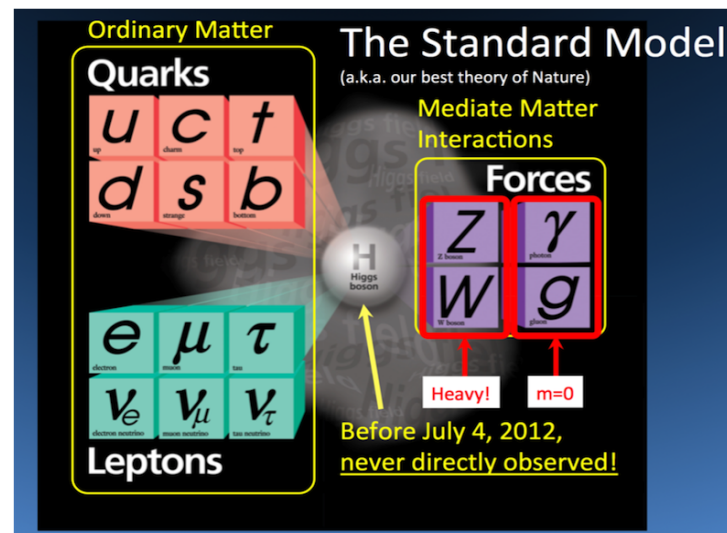 Ordinary Matter
The Standard Model
(a.k.a. our best theory of Nature)
Quarks
u c t
up charm top
d s b
down strange bottom
Mediate Matter
Interactions
Forces
Z γ
Z boson photon
W g
W boson gluon
H
Higgs
boson
e μ τ
electron muon tau
νe νμ ντ
electron neutrino muon neutrino tau neutrino
Leptons
Heavy!
m=0
Before July 4, 2012,
never directly observed!
Higgs field